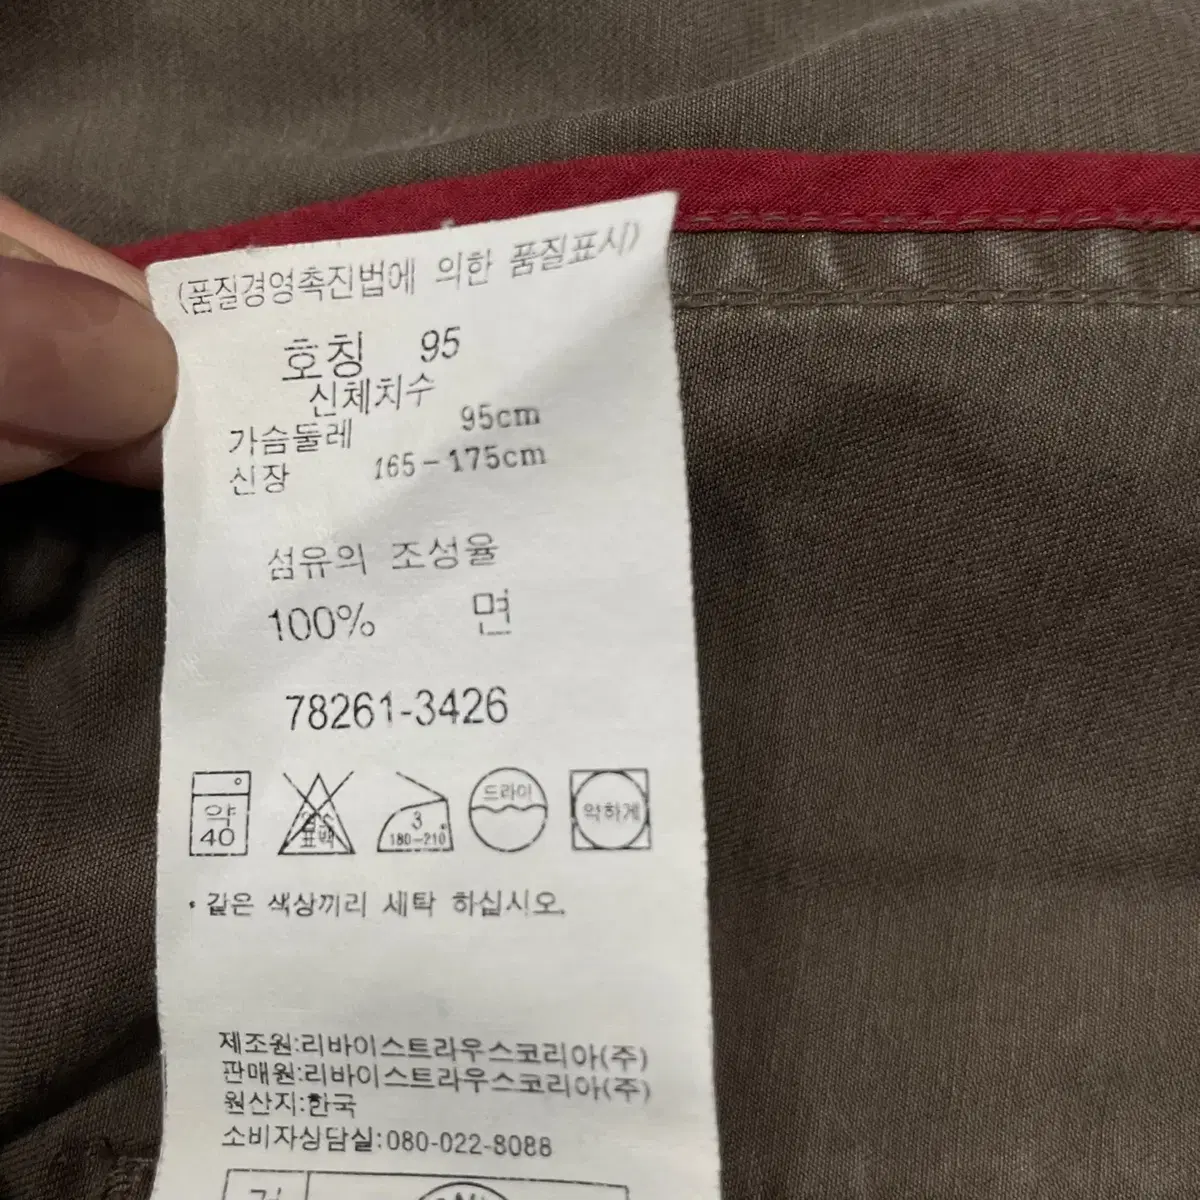 (품질경영촉진법에 의한 품질표시)
호칭 95
신체치수
가슴둘레 95cm
신장 165-175cm
섬유의 조성율
100% 면
78261-3426
약 40
염소 표백
3 180-210°
드라이
약하게
• 같은 색상끼리 세탁 하십시오.
제조원:리바이스트라우스코리아(주)
판매원:리바이스트라우스코리아(주)
원산지:한국
소비자상담실:080-022-8088